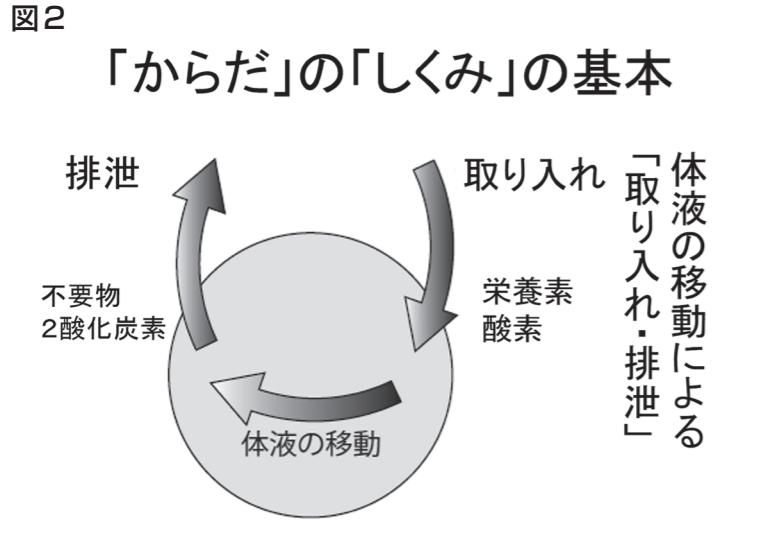 図2
「からだ」の「しくみ」の基本
排泄
取り入れ
体液の移動による
「取り入れ・排泄」
不要物
2酸化炭素
栄養素
酸素
体液の移動